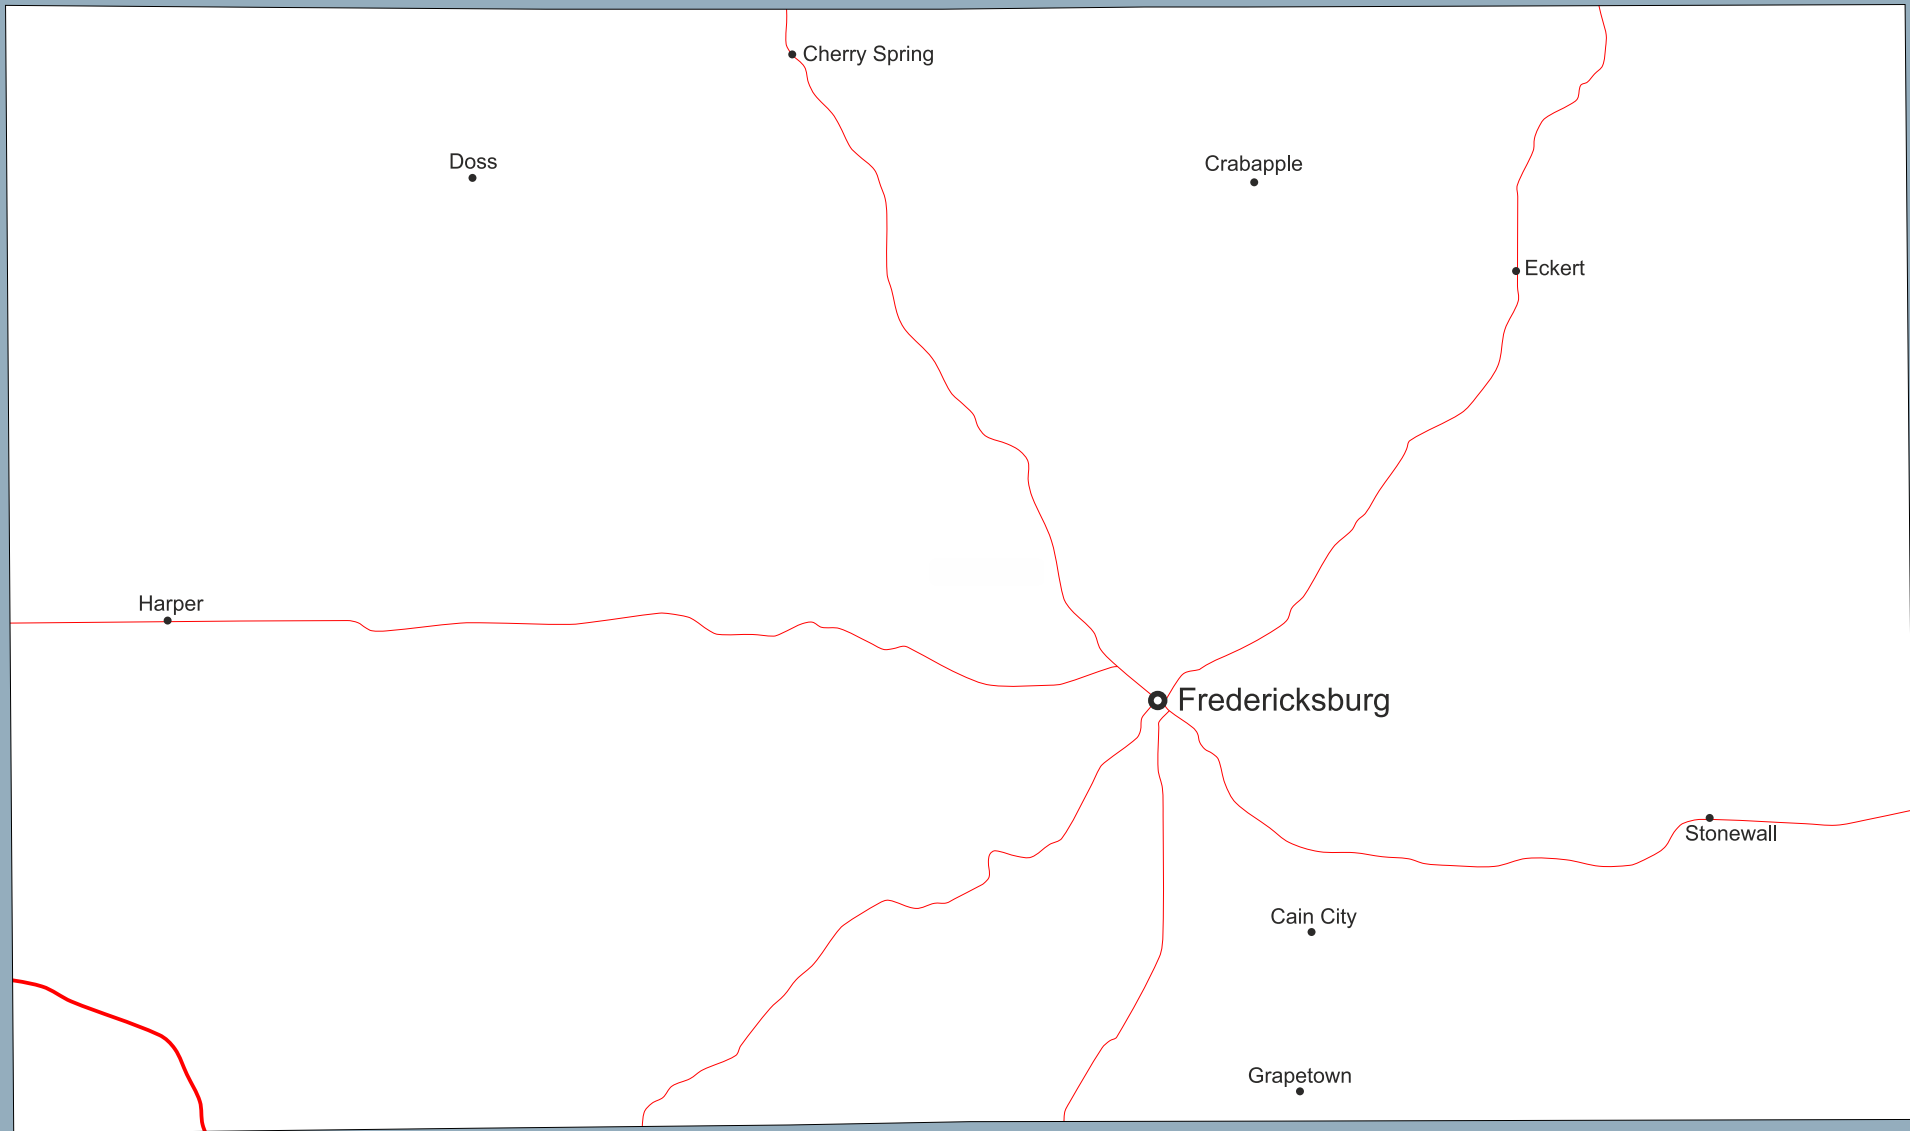 Cherry Spring
Doss
Crabapple
Eckert
Harper
Fredericksburg
Stonewall
Cain City
Grapetown